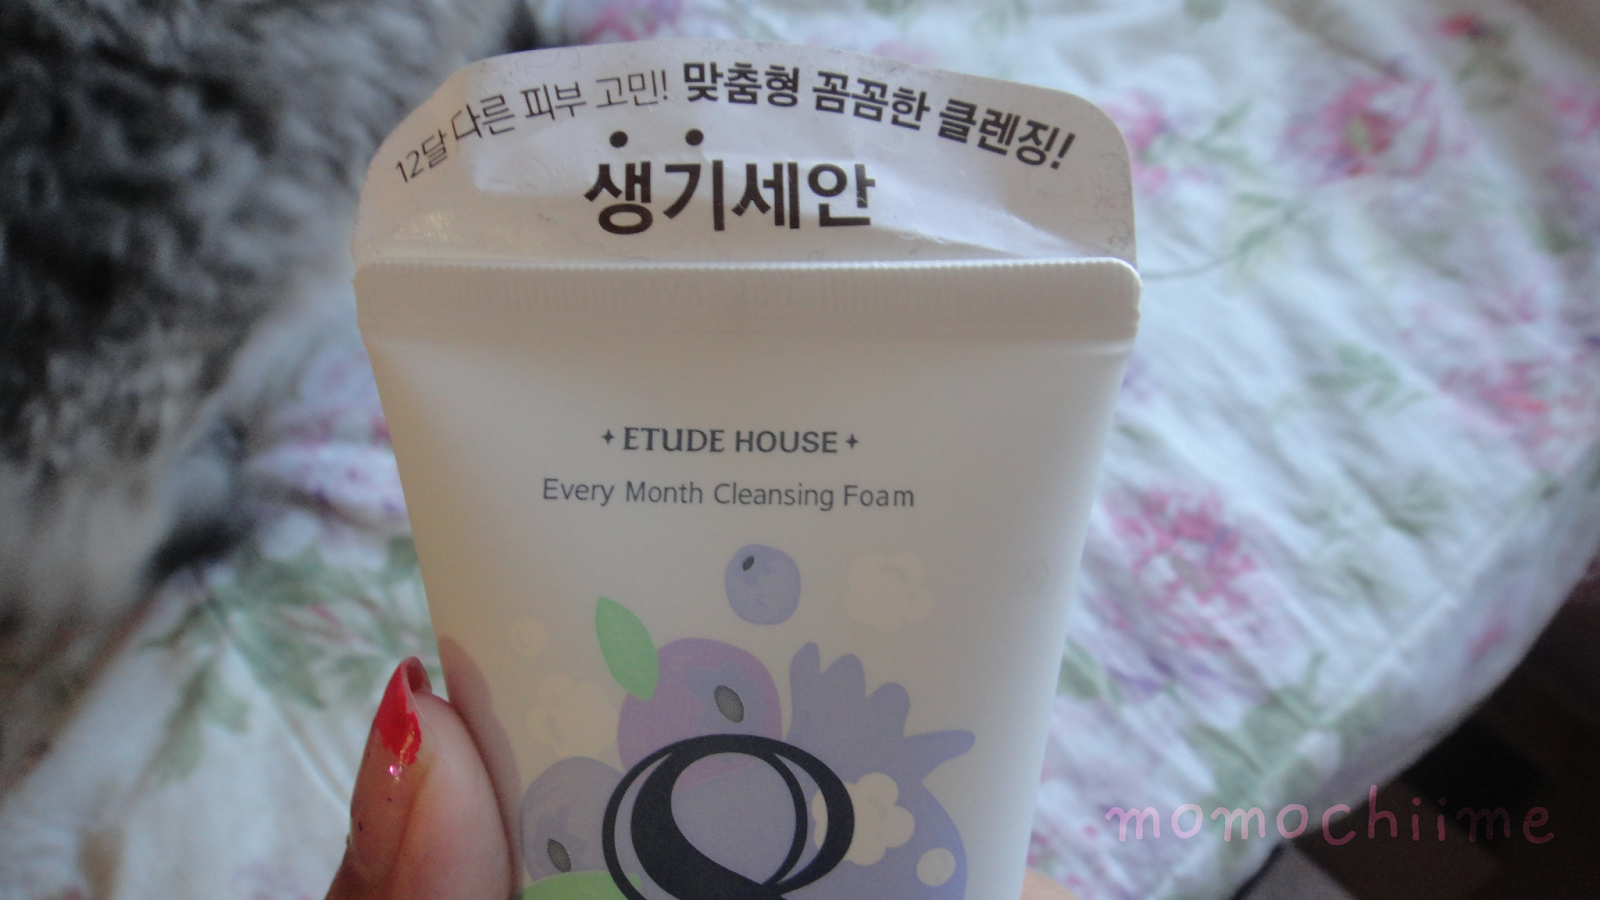 12달 다른 피부 고민! 맞춤형 꼼꼼한 클렌징!
생기세안
ETUDE HOUSE
Every Month Cleansing Foam
momochiime